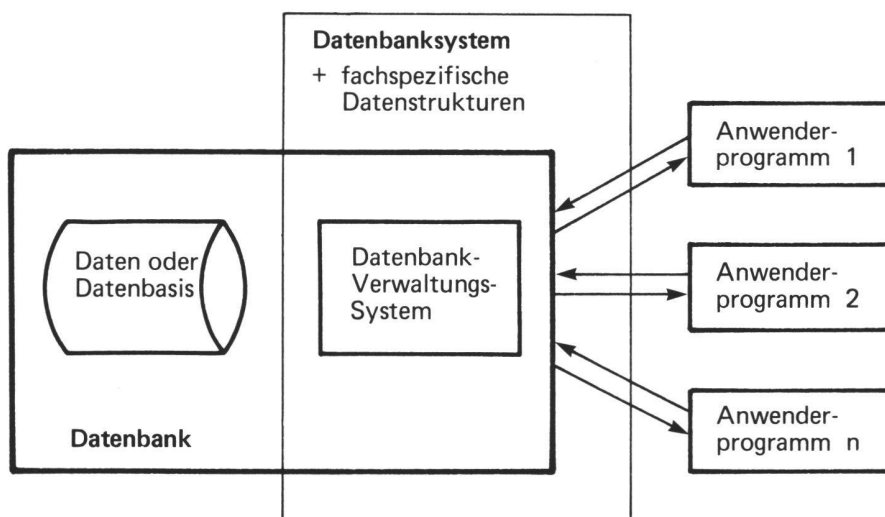 Datenbanksystem
+ fachspezifische
Datenstrukturen
Anwender-
programm 1
Daten oder
Datenbasis
Datenbank-
Verwaltungs-
System
Anwender-
programm 2
Datenbank
Anwender-
programm n